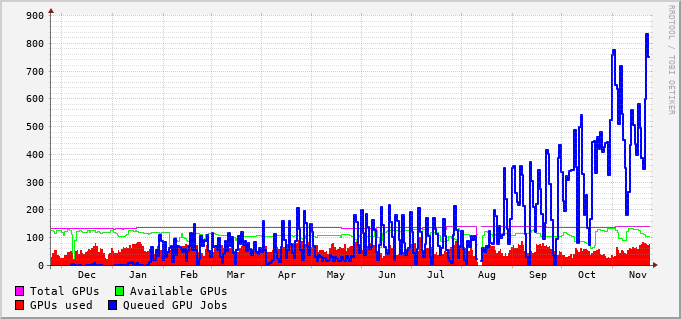 900
800
700
600
500
400
300
200
100
0
Dec Jan Feb Mar Apr May Jun Jul Aug Sep Oct Nov
Total GPUs Available GPUs
GPUs used Queued GPU Jobs
RRDTOOL / TOBI OETIKER